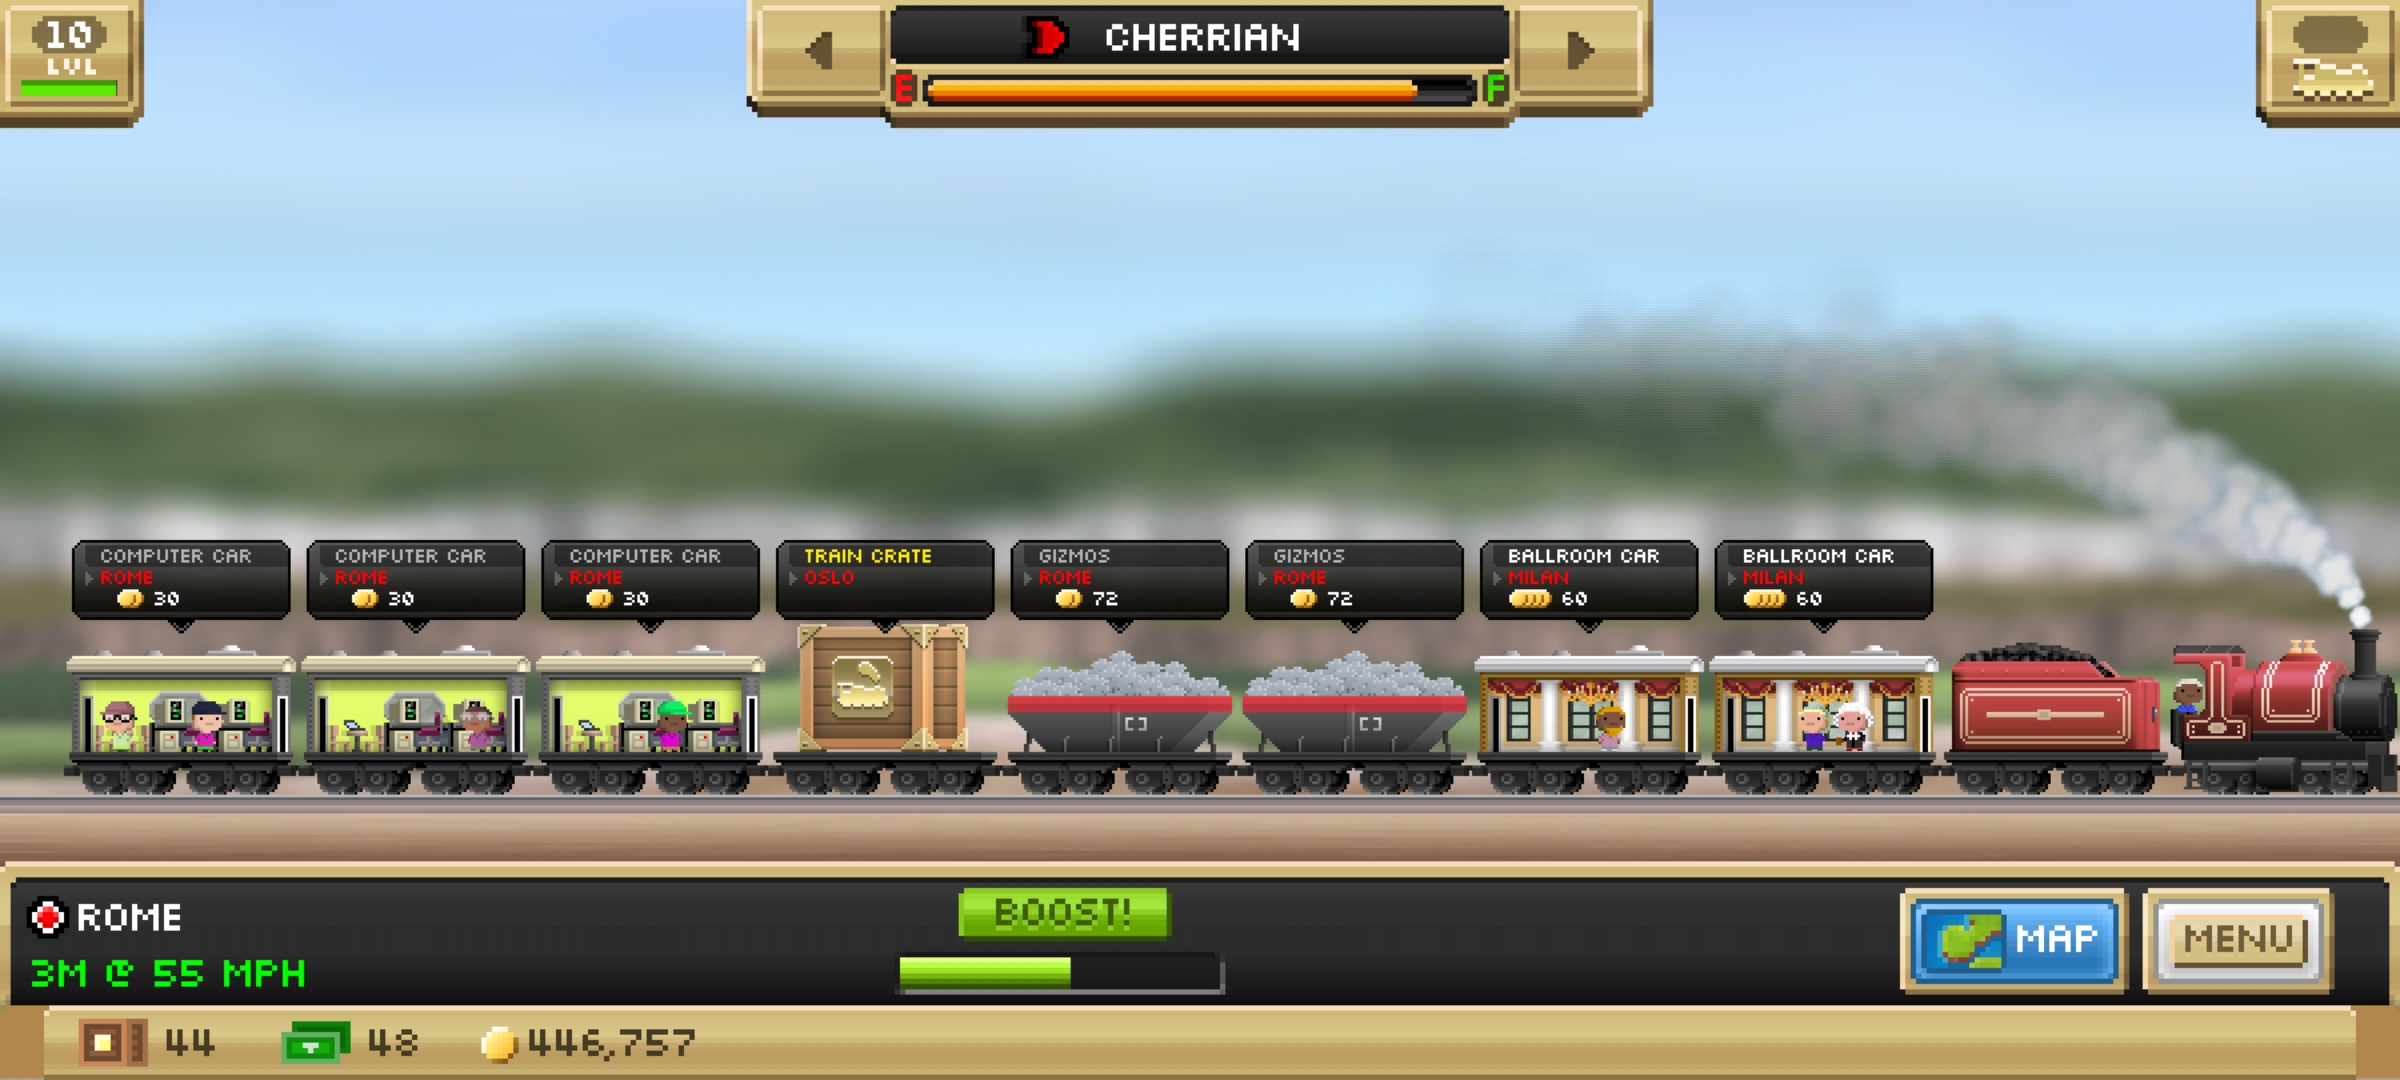 10
LVL
CHERRIAN
E
F
COMPUTER CAR
ROME
30
COMPUTER CAR
ROME
30
COMPUTER CAR
ROME
30
TRAIN CRATE
OSLO
GIZMOS
ROME
72
GIZMOS
ROME
72
BALLROOM CAR
MILAN
60
BALLROOM CAR
MILAN
60
ROME
3M @ 55 MPH
BOOST!
MAP
MENU
44
48
446,757